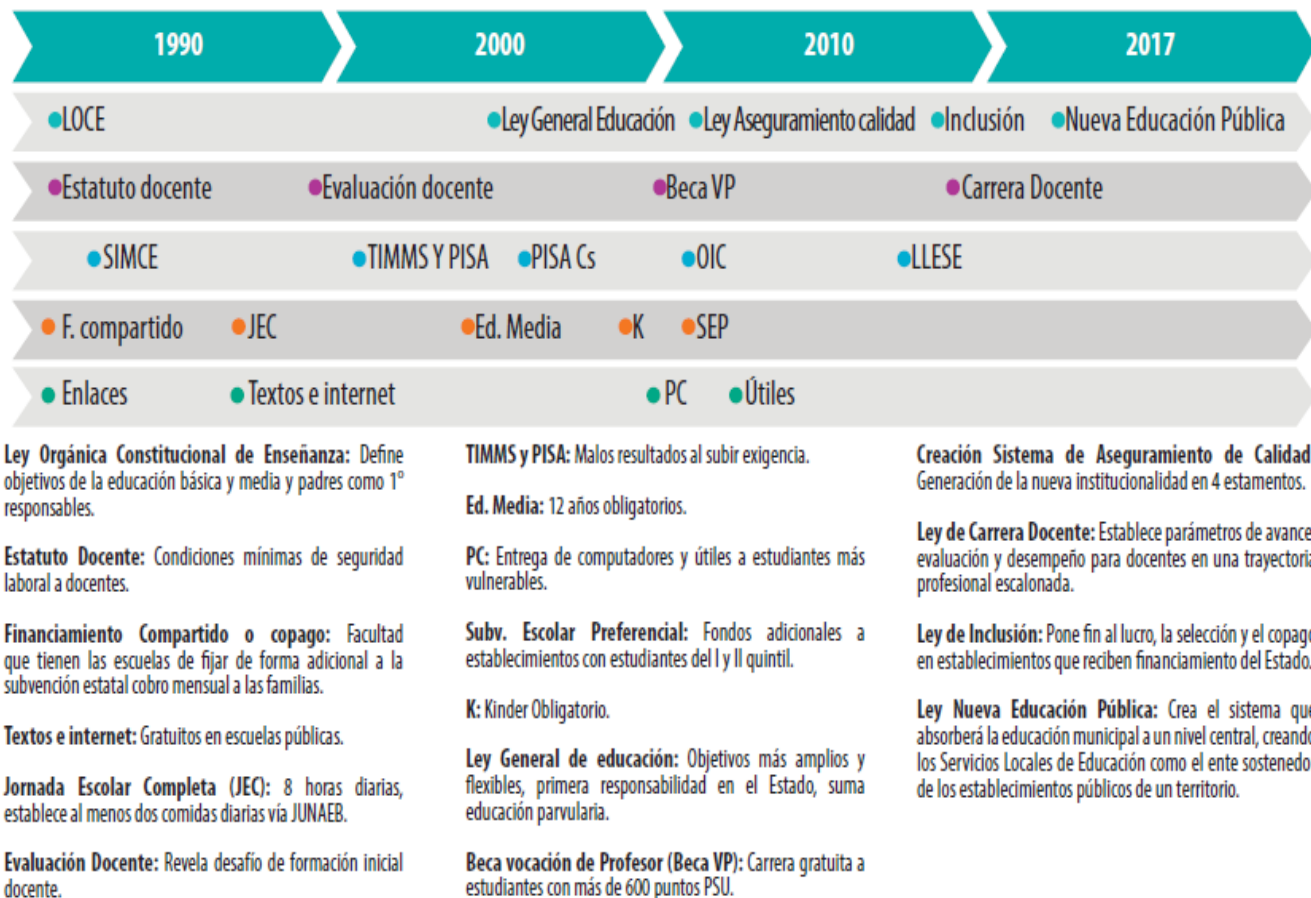 1990 2000 2010 2017
LOCE Ley General Educación Ley Aseguramiento calidad Inclusión Nueva Educación Pública
Estatuto docente Evaluación docente Beca VP Carrera Docente
SIMCE TIMMS Y PISA PISA Cs OIC LLESE
F. compartido JEC Ed. Media K SEP
Enlaces Textos e internet PC Útiles
Ley Orgánica Constitucional de Enseñanza: Define
objetivos de la educación básica y media y padres como 1°
responsables.
Estatuto Docente: Condiciones mínimas de seguridad
laboral a docentes.
Financiamiento Compartido o copago: Facultad
que tienen las escuelas de fijar de forma adicional a la
subvención estatal cobro mensual a las familias.
Textos e internet: Gratuitos en escuelas públicas.
Jornada Escolar Completa (JEC): 8 horas diarias,
establece al menos dos comidas diarias vía JUNAEB.
Evaluación Docente: Revela desafío de formación inicial
docente.
TIMMS y PISA: Malos resultados al subir exigencia.
Ed. Media: 12 años obligatorios.
PC: Entrega de computadores y útiles a estudiantes más
vulnerables.
Subv. Escolar Preferencial: Fondos adicionales a
establecimientos con estudiantes del I y II quintil.
K: Kinder Obligatorio.
Ley General de educación: Objetivos más amplios y
flexibles, primera responsabilidad en el Estado, suma
educación parvularia.
Beca vocación de Profesor (Beca VP): Carrera gratuita a
estudiantes con más de 600 puntos PSU.
Creación Sistema de Aseguramiento de Calidad
Generación de la nueva institucionalidad en 4 estamentos.
Ley de Carrera Docente: Establece parámetros de avance
evaluación y desempeño para docentes en una trayectoria
profesional escalonada.
Ley de Inclusión: Pone fin al lucro, la selección y el copago
en establecimientos que reciben financiamiento del Estado.
Ley Nueva Educación Pública: Crea el sistema que
absorberá la educación municipal a un nivel central, creando
los Servicios Locales de Educación como el ente sostenedo
de los establecimientos públicos de un territorio.